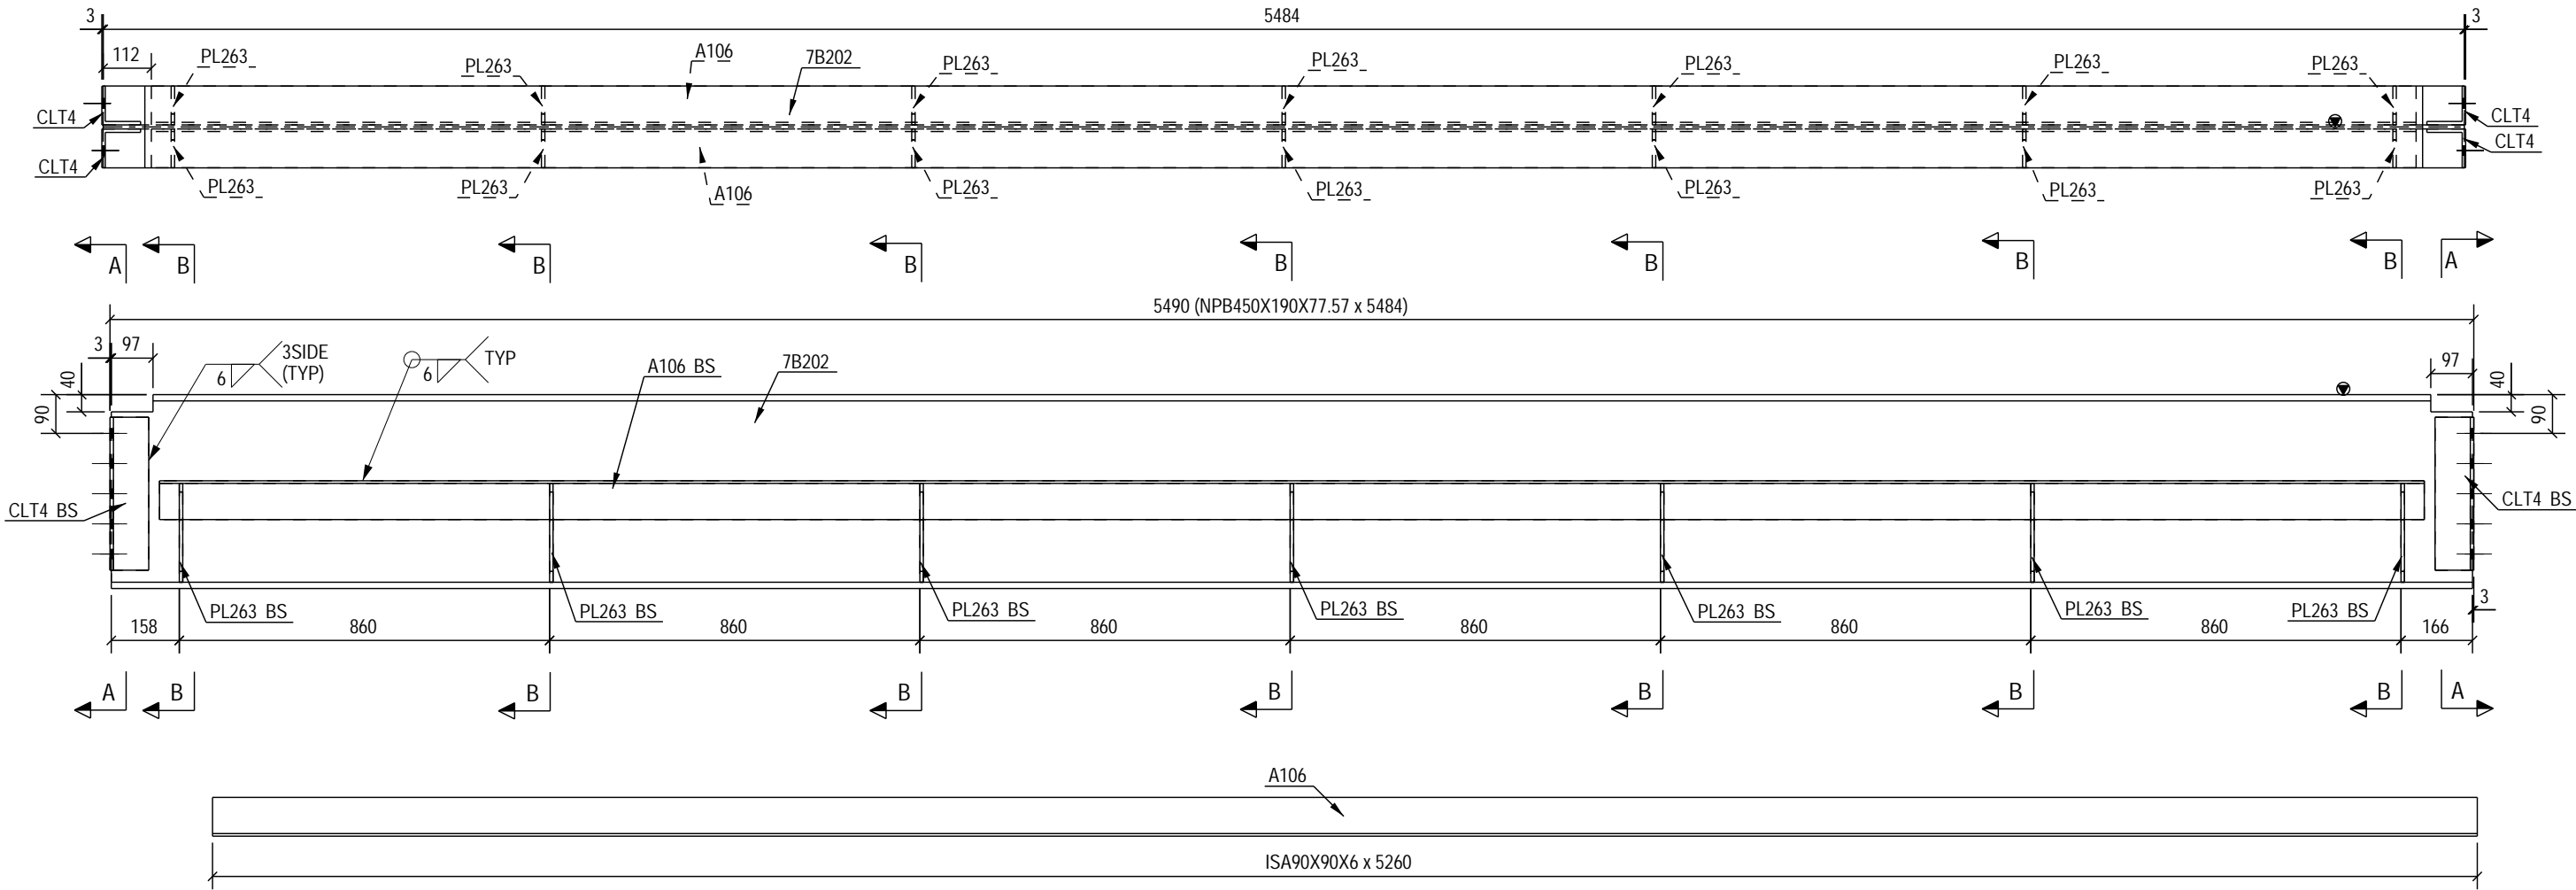 3
5484
3
112
PL263
PL263
A106
7B202
PL263
PL263
PL263
PL263
PL263
CLT4
CLT4
CLT4
CLT4
PL263
PL263
A106
PL263
PL263
PL263
PL263
PL263
A
B
B
B
B
B
B
B
A
5490 (NPB450X190X77.57 x 5484)
3
97
40
90
6
3SIDE
(TYP)
6
TYP
A106 BS
7B202
97
40
90
CLT4 BS
CLT4 BS
PL263 BS
PL263 BS
PL263 BS
PL263 BS
PL263 BS
PL263 BS
PL263 BS
3
158
860
860
860
860
860
860
166
A
B
B
B
B
B
B
B
A
A106
ISA90X90X6 x 5260